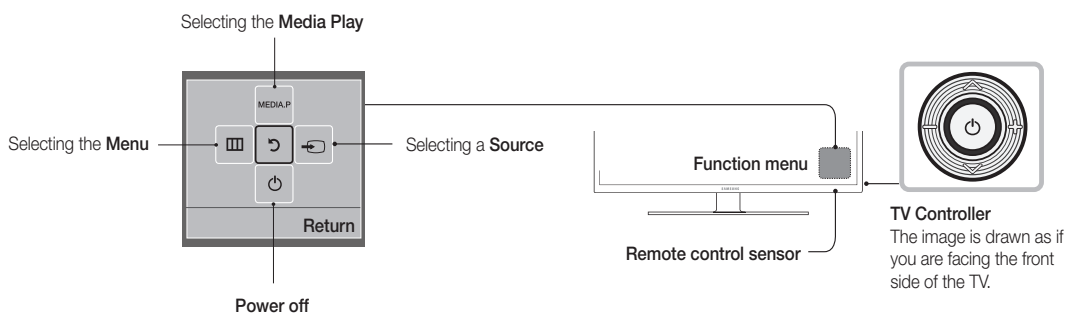 Selecting the Media Play
MEDIA.P
Selecting the Menu
Selecting a Source
Return
Power off
Function menu
SAMSUNG
Remote control sensor
TV Controller
The image is drawn as if
you are facing the front
side of the TV.